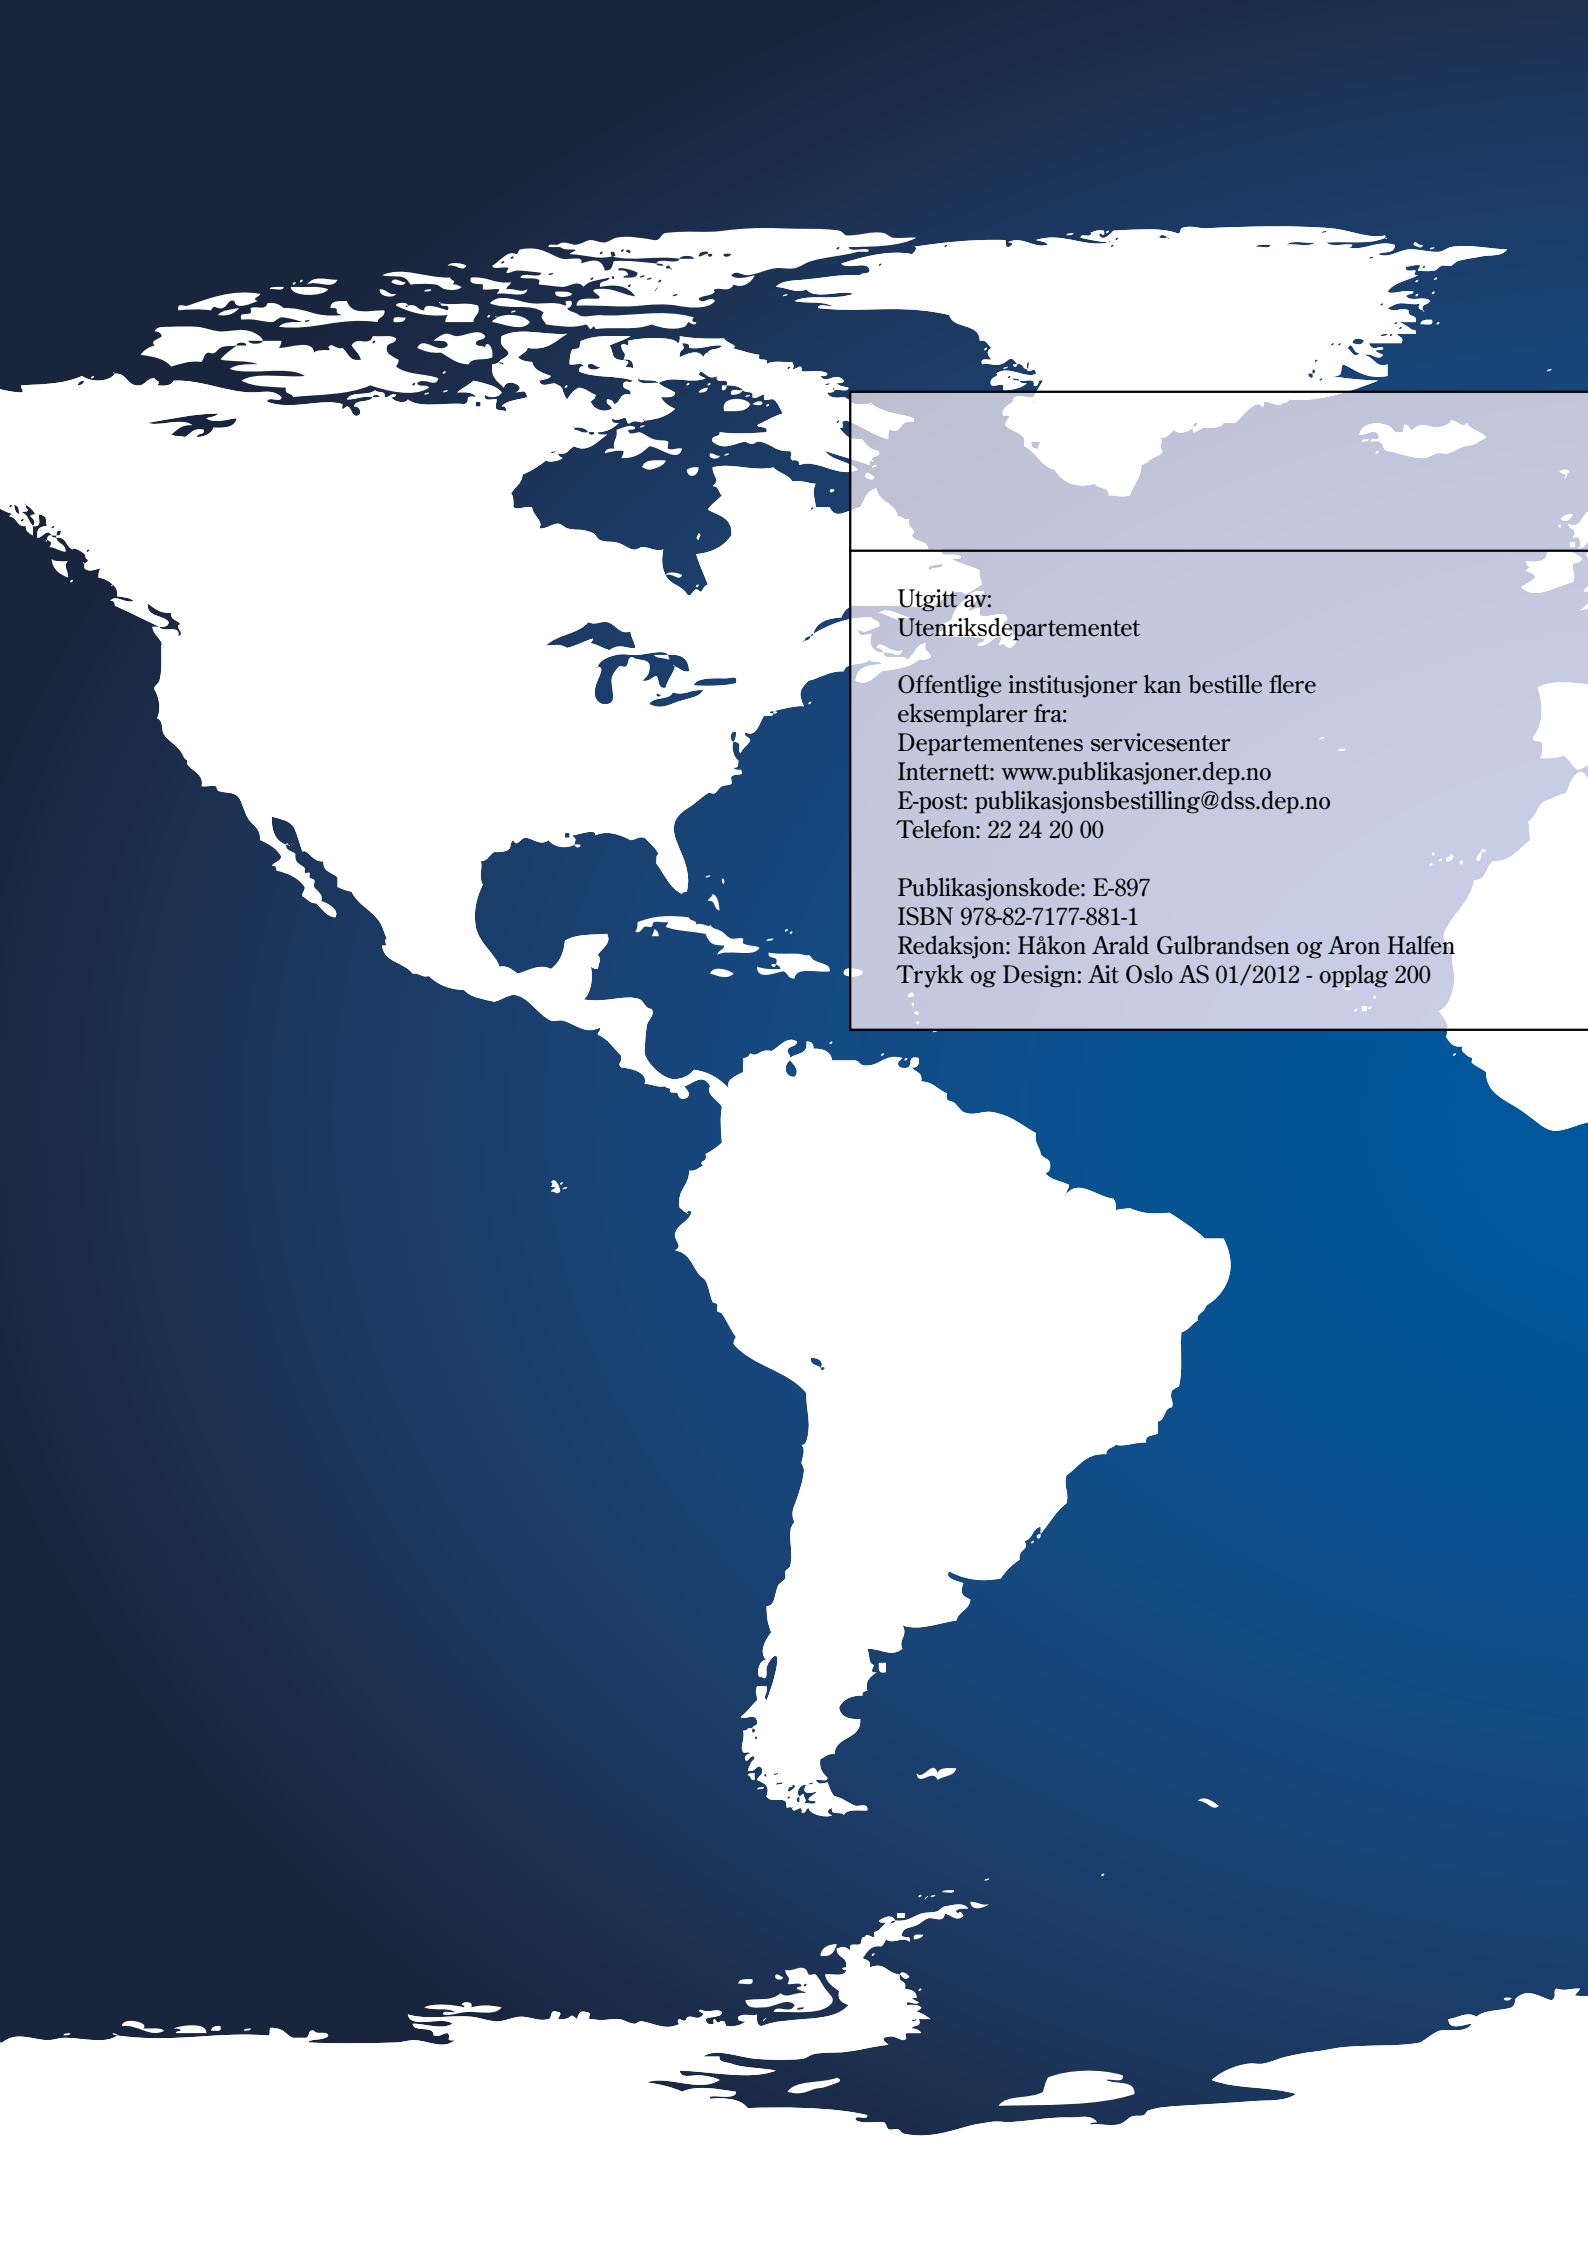 Utgitt av:
Utenriksdepartementet
Offentlige institusjoner kan bestille flere
eksemplarer fra:
Departementenes servicesenter
Internett: www.publikasjoner.dep.no
E-post: publikasjonsbestilling@dss.dep.no
Telefon: 22 24 20 00
Publikasjonskode: E-897
ISBN 978-82-7177-881-1
Redaksjon: Håkon Arald Gulbrandsen og Aron Halfen
Trykk og Design: Ait Oslo AS 01/2012 - opplag 200